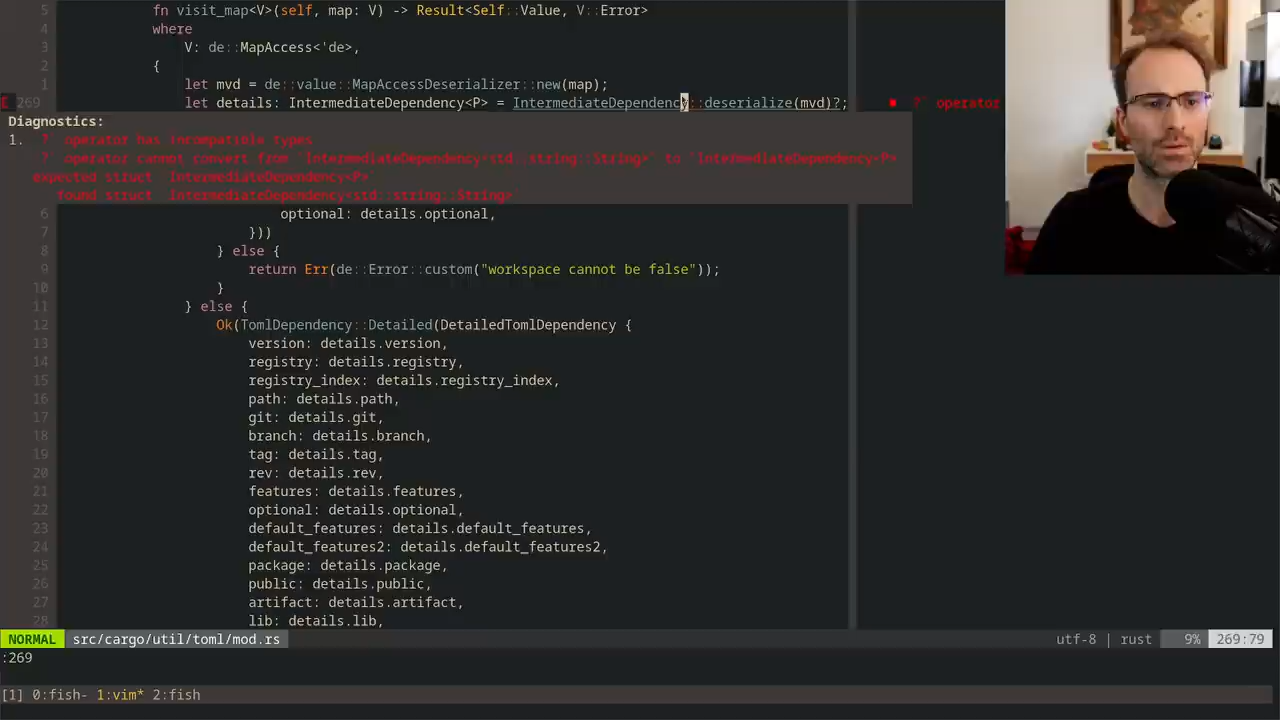 5 fn visit_map<V>(self, map: V) -> Result<Self::Value, V::Error>
4 where
3 V: de::MapAccess<'de>,
2 {
1 let mvd = de::value::MapAccessDeserializer::new(map);
E 269 let details: IntermediateDependency<P> = IntermediateDependency::deserialize(mvd)?; ■ `?` operator
Diagnostics:
1. `?` operator has incompatible types
`?` operator cannot convert from `IntermediateDependency<std::string::String>` to `IntermediateDependency<P>`
expected struct `IntermediateDependency<P>`
found struct `IntermediateDependency<std::string::String>`
6 optional: details.optional,
7 }))
8 } else {
9 return Err(de::Error::custom("workspace cannot be false"));
10 }
11 } else {
12 Ok(TomlDependency::Detailed(DetailedTomlDependency {
13 version: details.version,
14 registry: details.registry,
15 registry_index: details.registry_index,
16 path: details.path,
17 git: details.git,
18 branch: details.branch,
19 tag: details.tag,
20 rev: details.rev,
21 features: details.features,
22 optional: details.optional,
23 default_features: details.default_features,
24 default_features2: details.default_features2,
25 package: details.package,
26 public: details.public,
27 artifact: details.artifact,
28 lib: details.lib,
NORMAL src/cargo/util/toml/mod.rs utf-8 | rust 9% 269:79
:269
[1] 0:fish- 1:vim* 2:fish